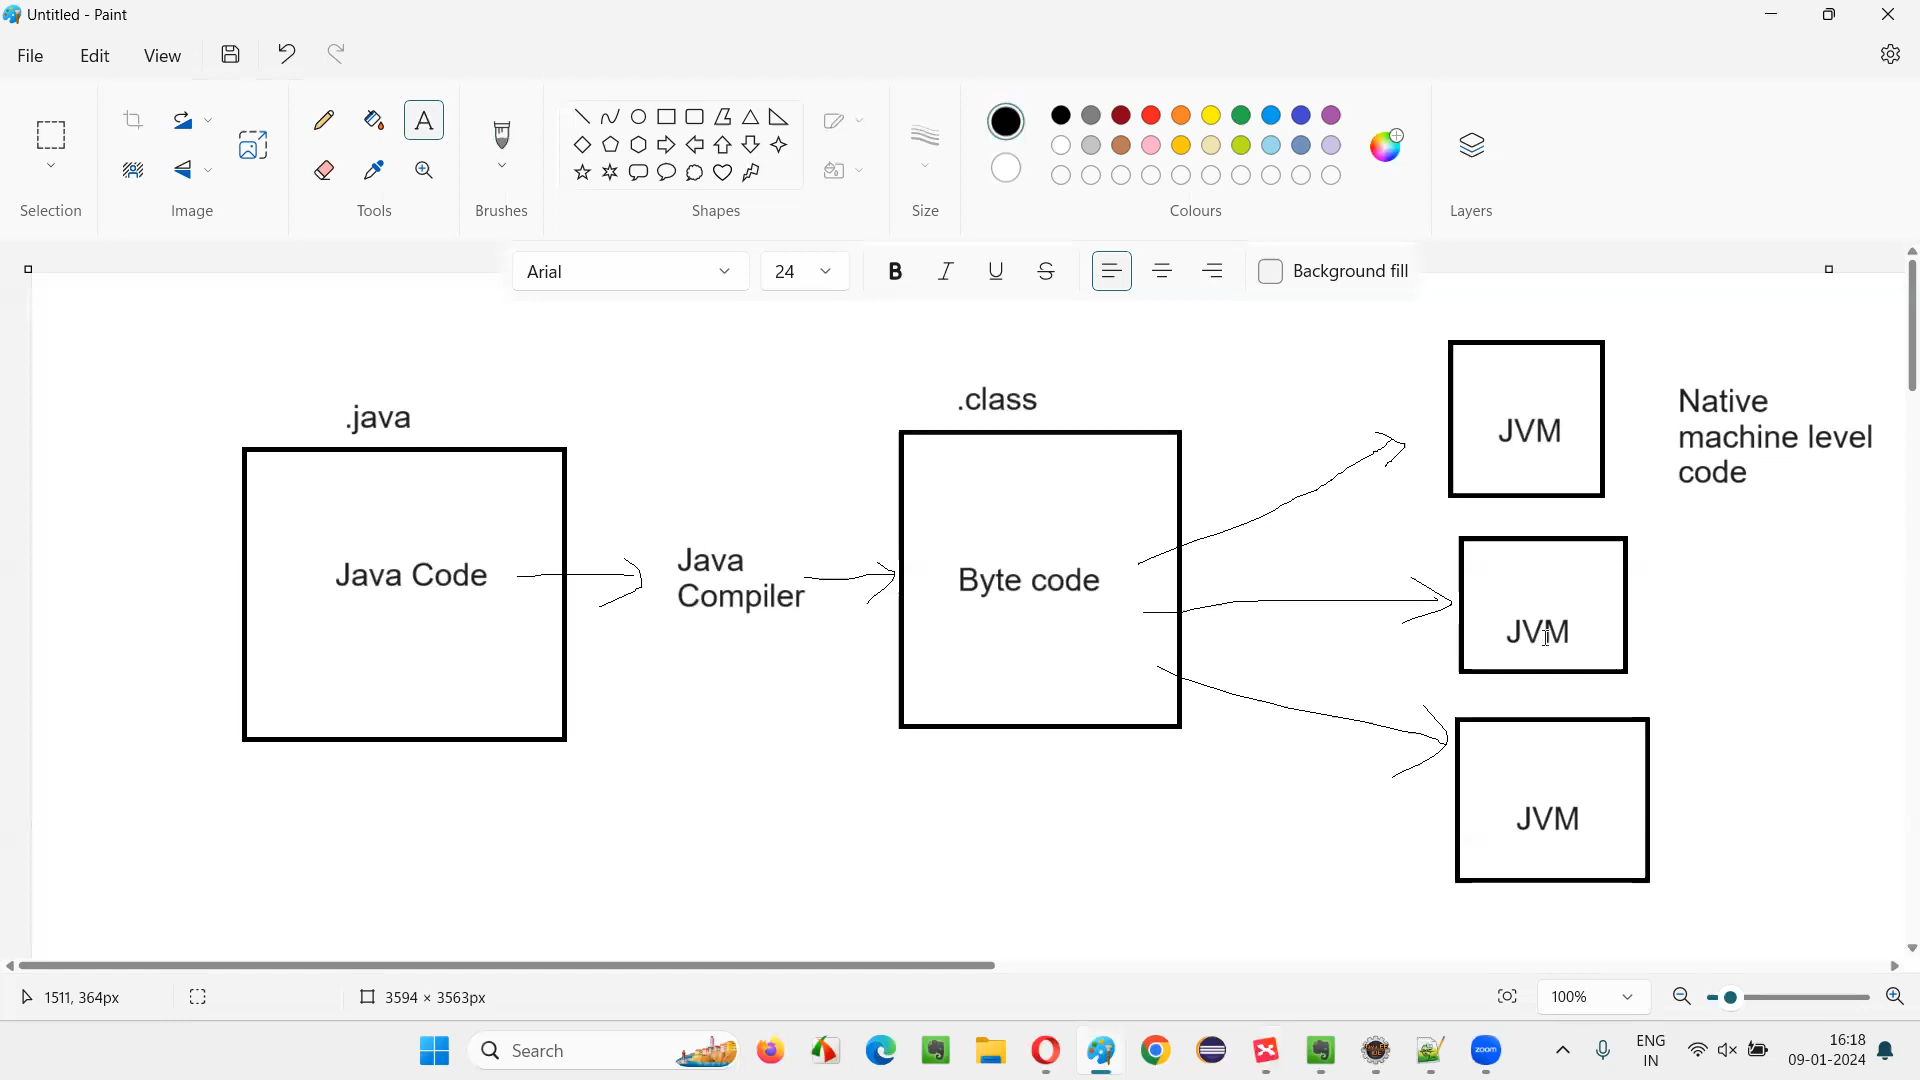 Untitled - Paint
File Edit View
Selection Image Tools Brushes Shapes Size Colours Layers
Arial 24 B I U S Background fill
.java
.class
Java Code
Java
Compiler
Byte code
JVM
Native
machine level
code
JVM
JVM
1511, 364px 3594 × 3563px 100%
Search zoom ENG
IN
16:18
09-01-2024